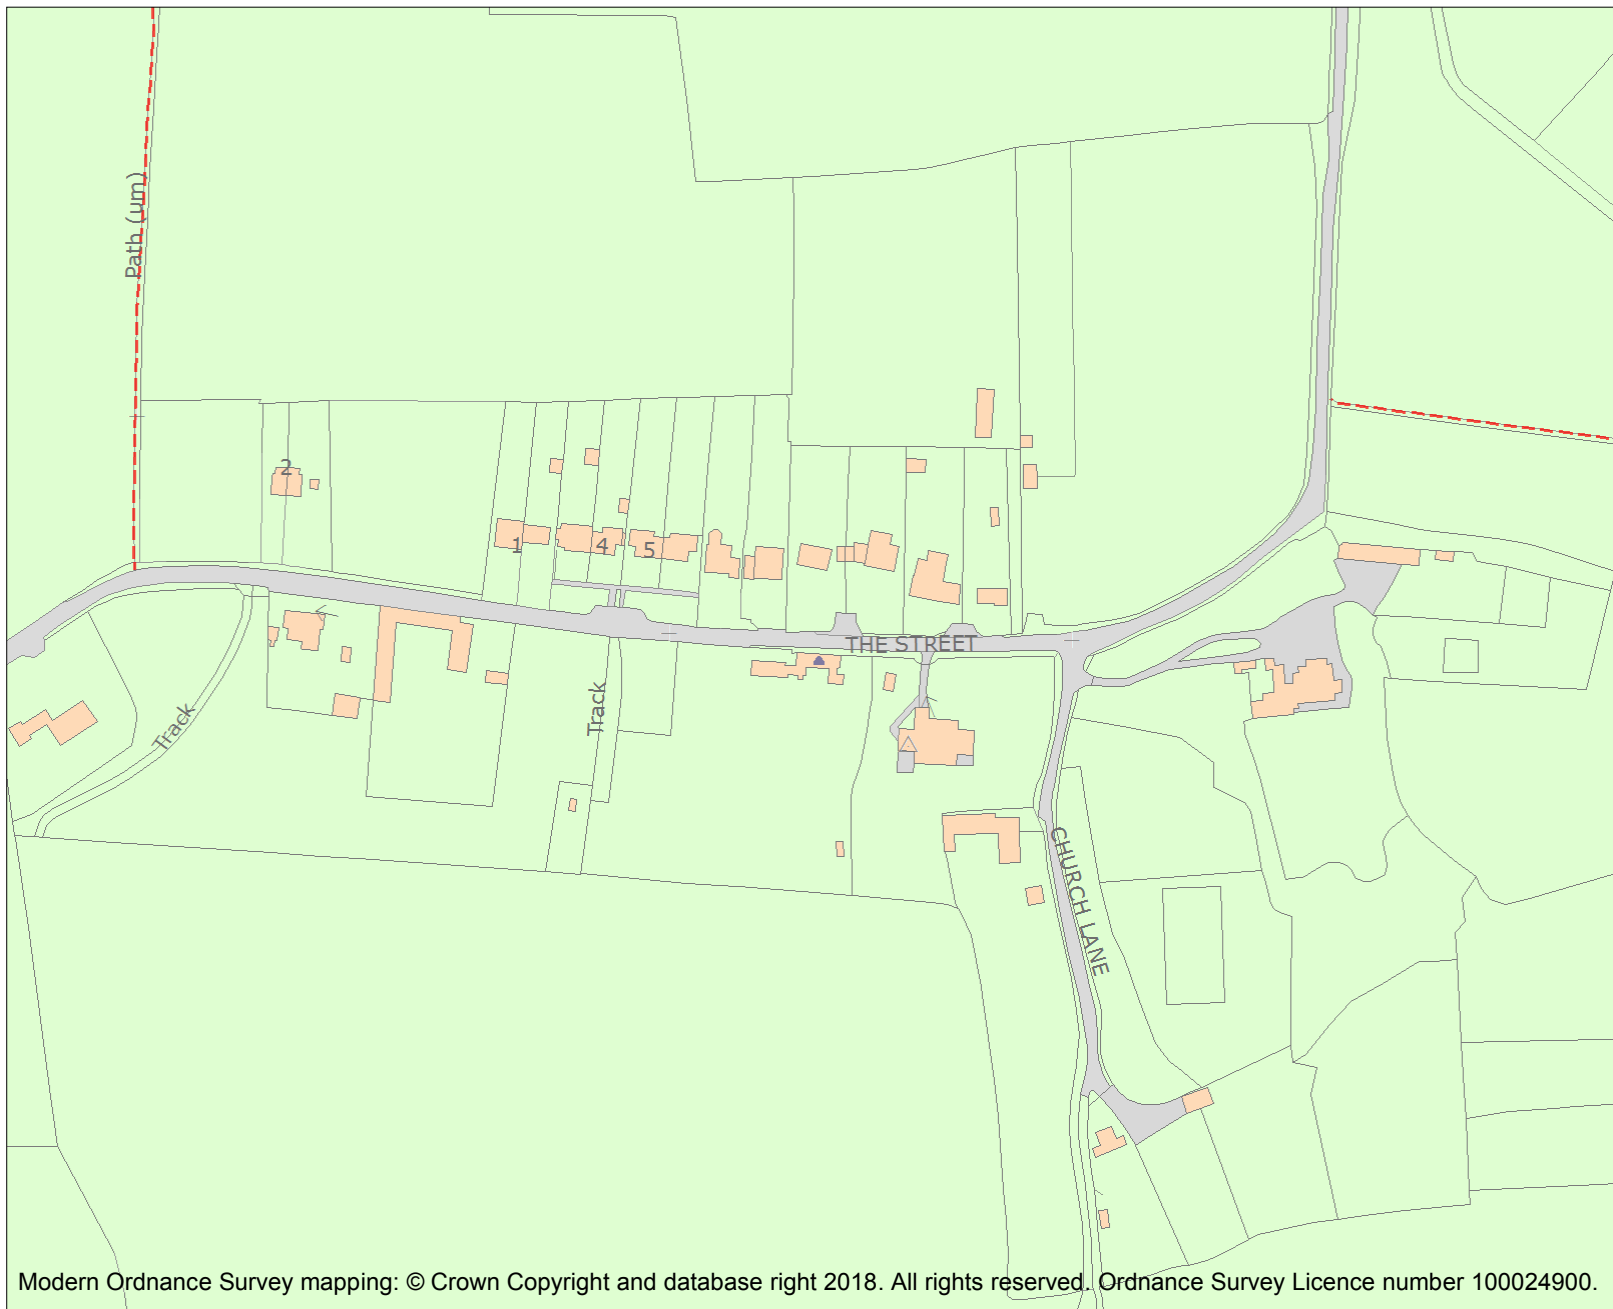 Path (um)
2
1
4
5
THE STREET
Track
Track
CHURCH LANE
Modern Ordnance Survey mapping: © Crown Copyright and database right 2018. All rights reserved. Ordnance Survey Licence number 100024900.